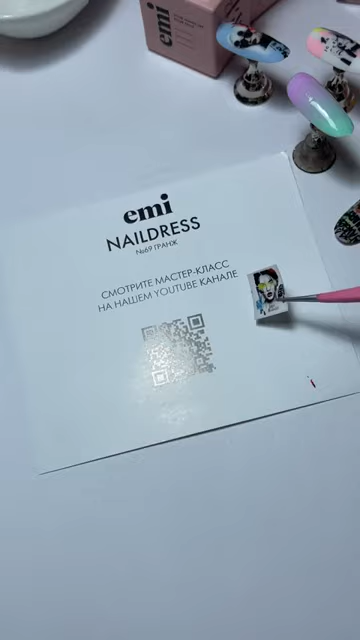 emi
emi
NAILDRESS
№69 ГРАНЖ
СМОТРИТЕ МАСТЕР-КЛАСС
НА НАШЕМ YOUTUBE КАНАЛЕ